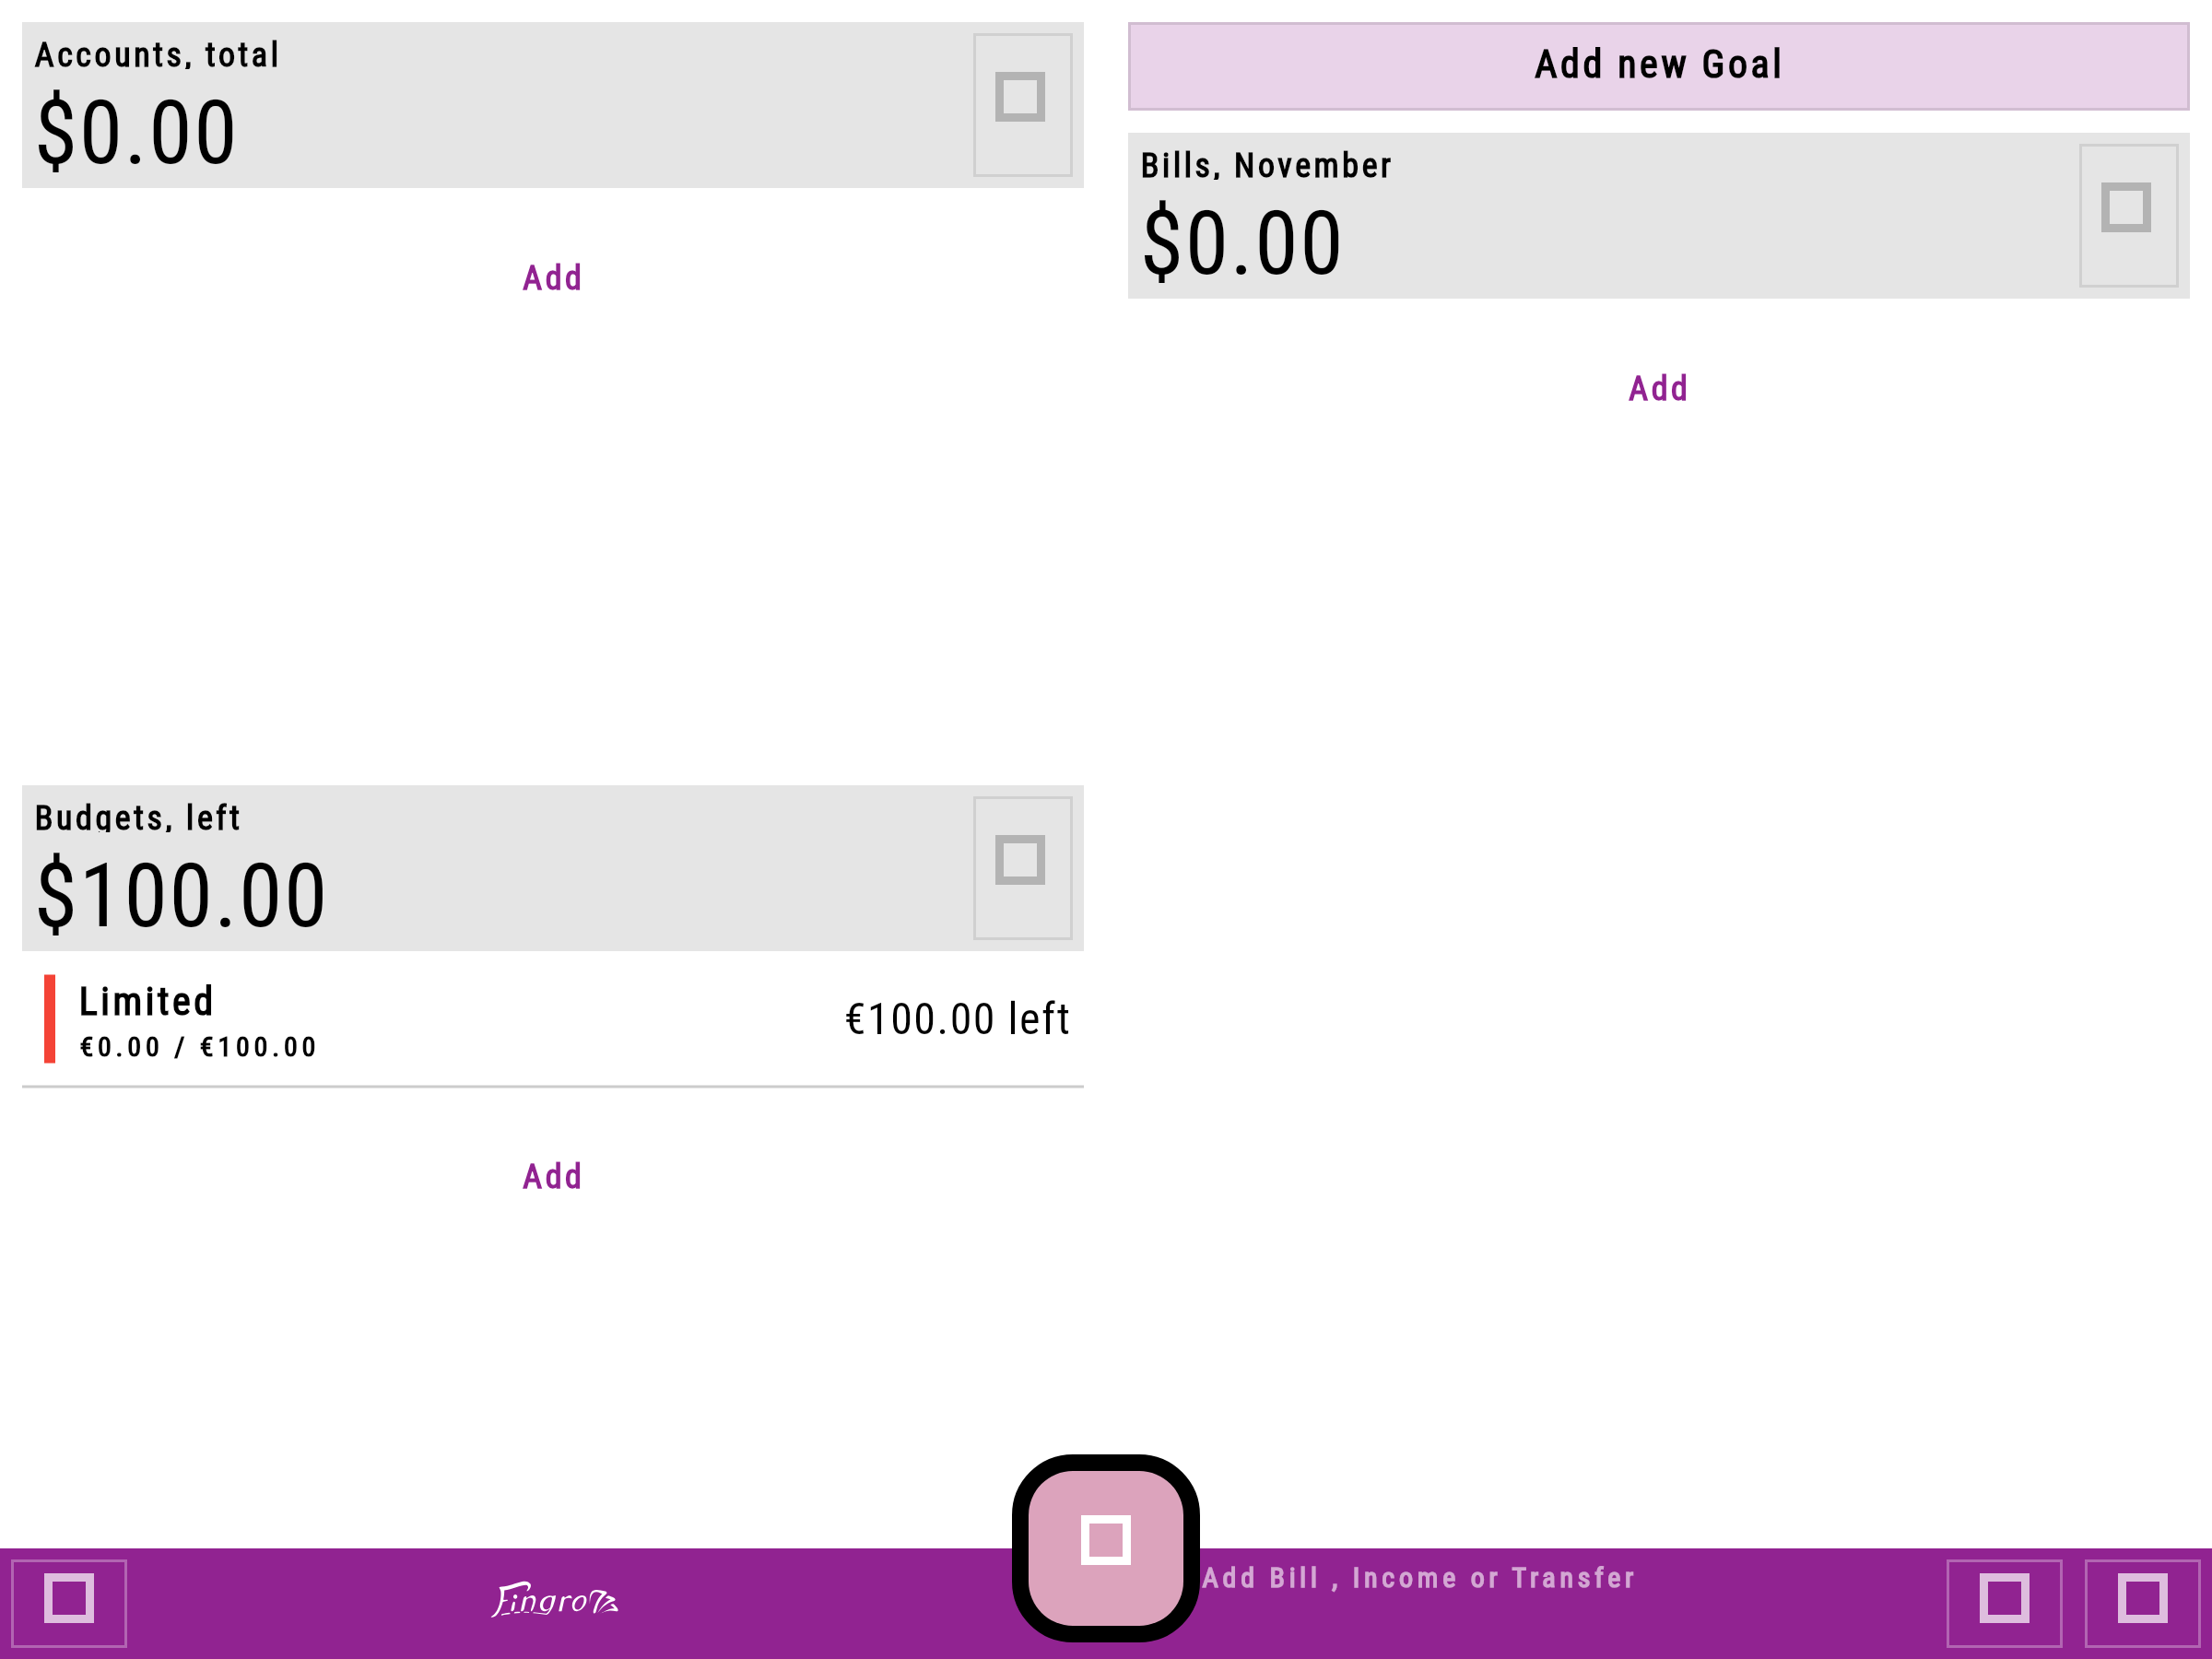 Accounts, total
$0.00
Add
Add new Goal
Bills, November
$0.00
Add
Budgets, left
$100.00
Limited
€0.00 / €100.00
€100.00 left
Add
Add Bill , Income or Transfer